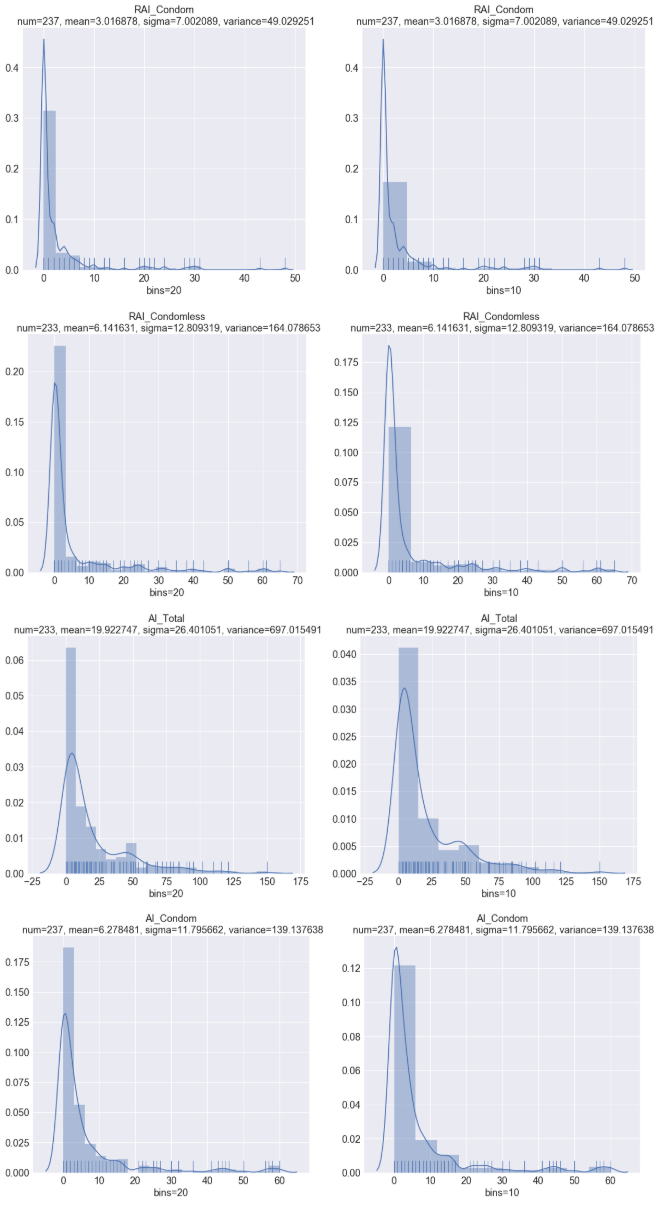 RAI_Condom
num=237, mean=3.016878, sigma=7.002089, variance=49.029251
0.4
0.3
0.2
0.1
0.0
0 10 20 30 40 50
bins=20
RAI_Condom
num=237, mean=3.016878, sigma=7.002089, variance=49.029251
0.4
0.3
0.2
0.1
0.0
0 10 20 30 40 50
bins=10
RAI_Condomless
num=233, mean=6.141631, sigma=12.809319, variance=164.078653
0.20
0.15
0.10
0.05
0.00
0 10 20 30 40 50 60 70
bins=20
RAI_Condomless
num=233, mean=6.141631, sigma=12.809319, variance=164.078653
0.175
0.150
0.125
0.100
0.075
0.050
0.025
0.000
0 10 20 30 40 50 60 70
bins=10
AI_Total
num=233, mean=19.922747, sigma=26.401051, variance=697.015491
0.06
0.05
0.04
0.03
0.02
0.01
0.00
−25 0 25 50 75 100 125 150 175
bins=20
AI_Total
num=233, mean=19.922747, sigma=26.401051, variance=697.015491
0.040
0.035
0.030
0.025
0.020
0.015
0.010
0.005
0.000
−25 0 25 50 75 100 125 150 175
bins=10
AI_Condom
num=237, mean=6.278481, sigma=11.795662, variance=139.137638
0.175
0.150
0.125
0.100
0.075
0.050
0.025
0.000
0 10 20 30 40 50 60
bins=20
AI_Condom
num=237, mean=6.278481, sigma=11.795662, variance=139.137638
0.12
0.10
0.08
0.06
0.04
0.02
0.00
0 10 20 30 40 50 60
bins=10